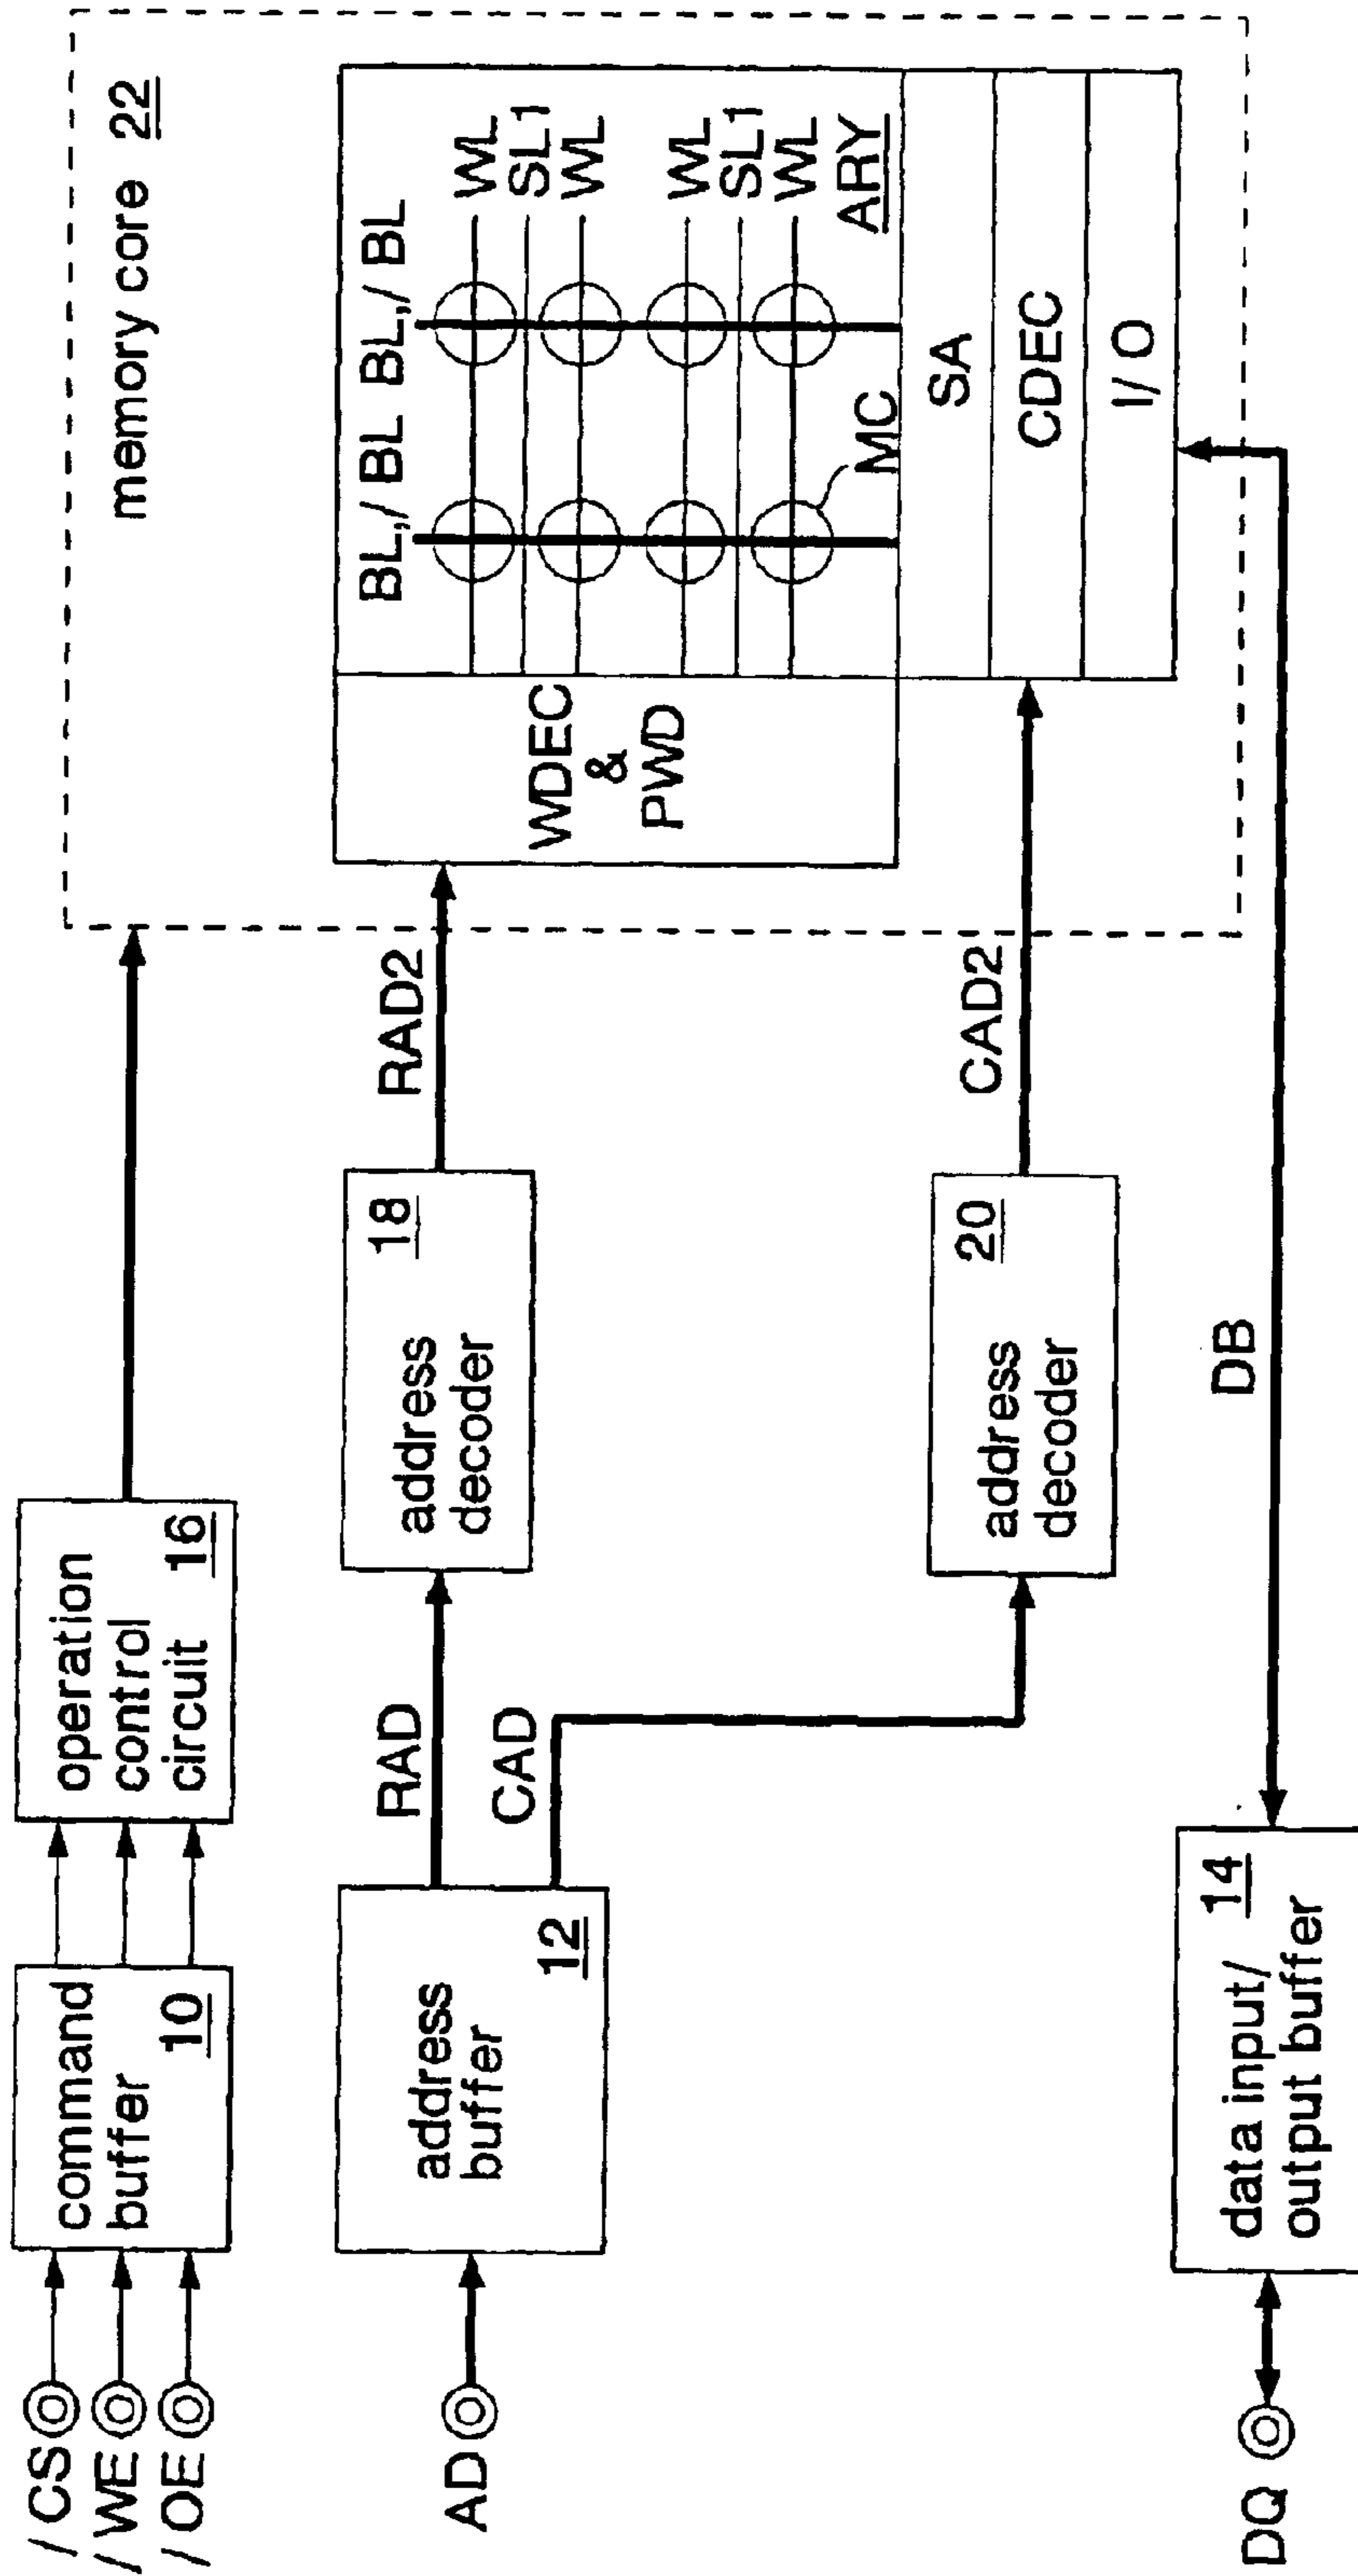 / CS
/ WE
/ OE
command
buffer
10
operation
control
circuit 16
memory core 22
AD
address
buffer
12
RAD
CAD
address
decoder
18
RAD2
WDEC
&
PWD
BL,/ BL BL,/ BL
WL
SL1
WL
WL
SL1
WL
ARY
MC
SA
CDEC
I/ O
address
decoder
20
CAD2
DQ
data input/
output buffer
14
DB